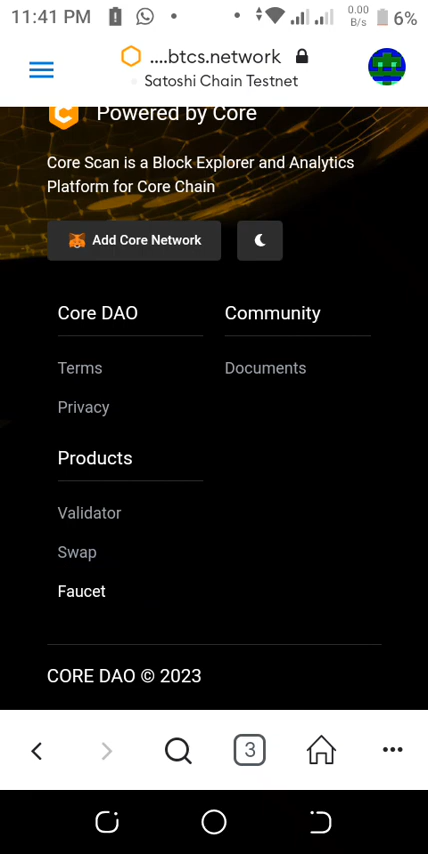 11:41 PM
0.00
B/s
6%
....btcs.network
Satoshi Chain Testnet
Powered by Core
Core Scan is a Block Explorer and Analytics
Platform for Core Chain
Add Core Network
Core DAO
Community
Terms
Documents
Privacy
Products
Validator
Swap
Faucet
CORE DAO © 2023
3